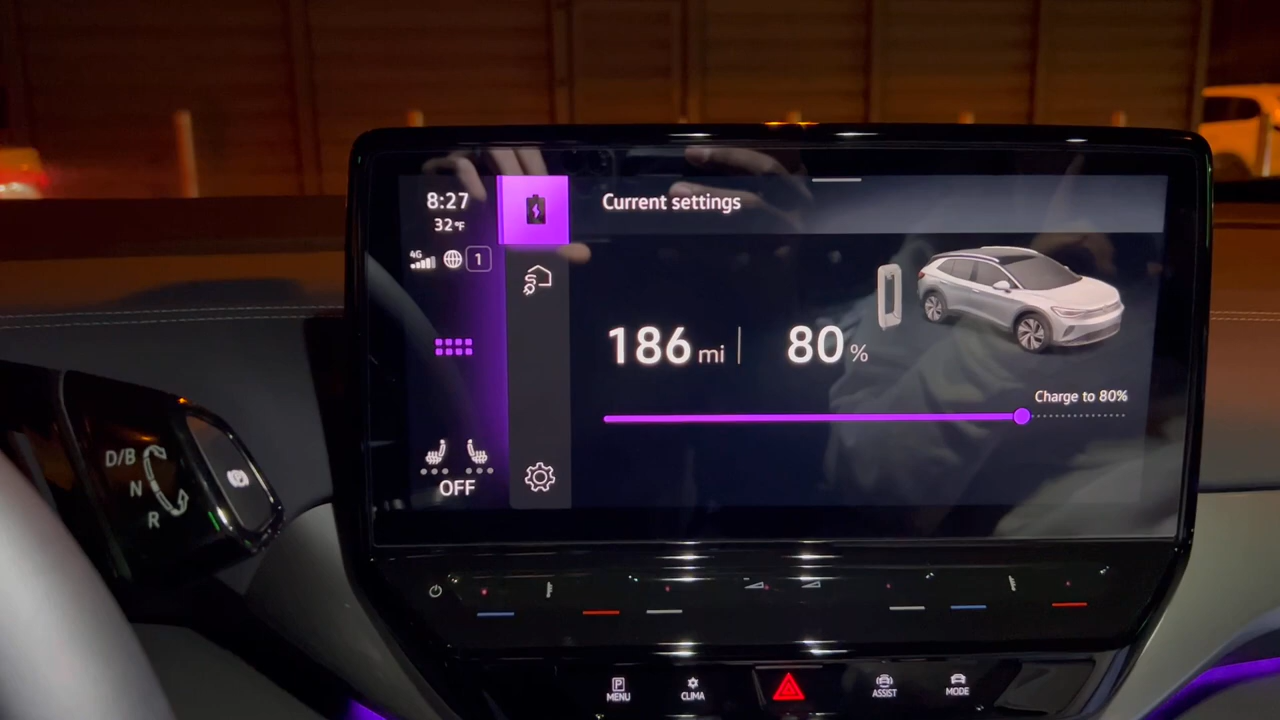 8:27
32°F
4G
1
Current settings
186 mi
80 %
Charge to 80%
OFF
D/B
N
R
P
MENU
CLIMA
ASSIST
MODE